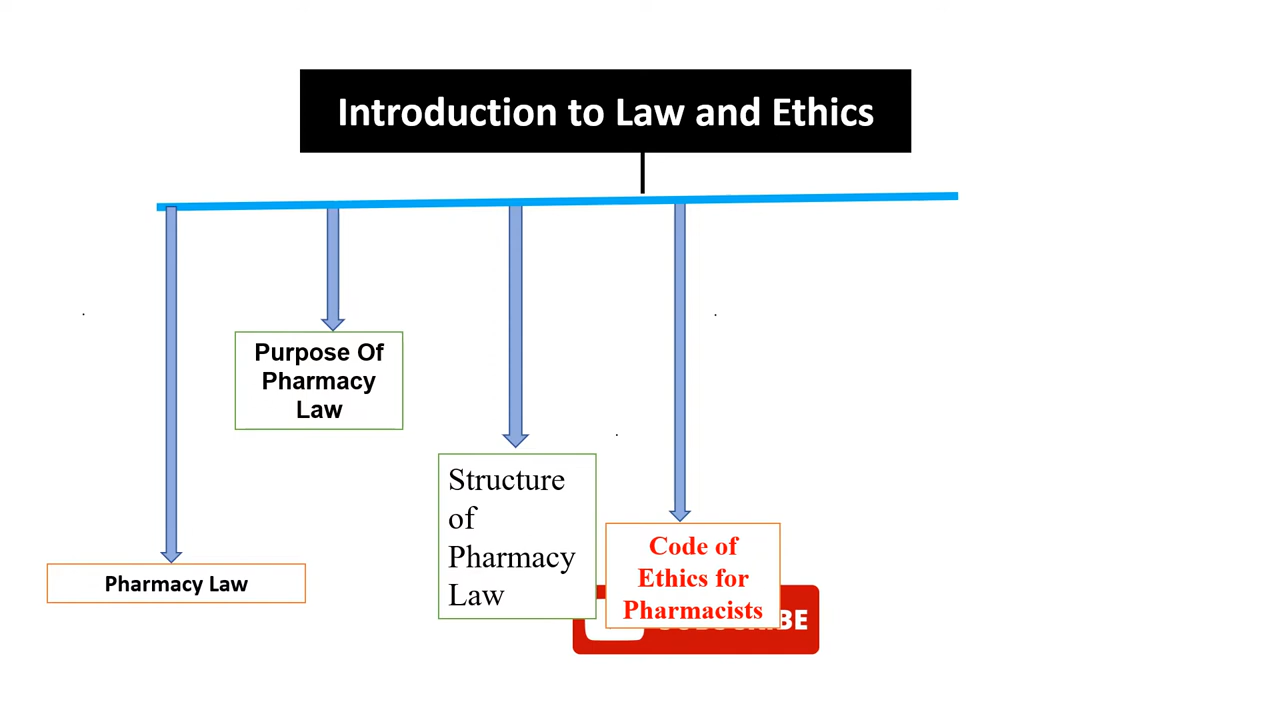 Introduction to Law and Ethics
Purpose Of
Pharmacy
Law
Structure
of
Pharmacy
Law
Code of
Ethics for
Pharmacists
Pharmacy Law